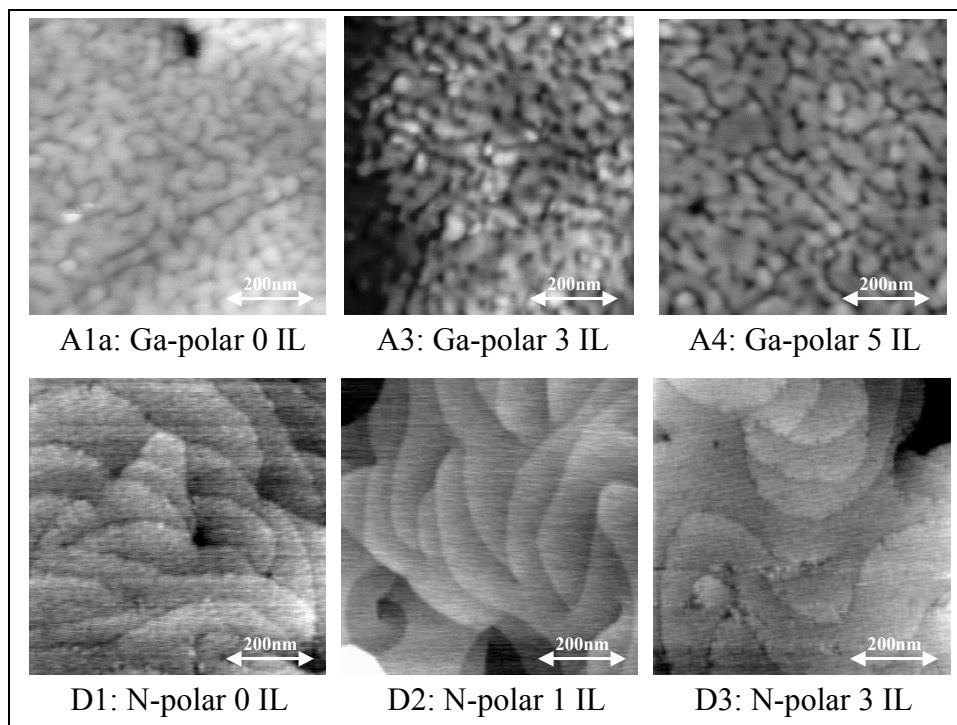 200nm 200nm 200nm
A1a: Ga-polar 0 IL A3: Ga-polar 3 IL A4: Ga-polar 5 IL
200nm 200nm 200nm
D1: N-polar 0 IL D2: N-polar 1 IL D3: N-polar 3 IL